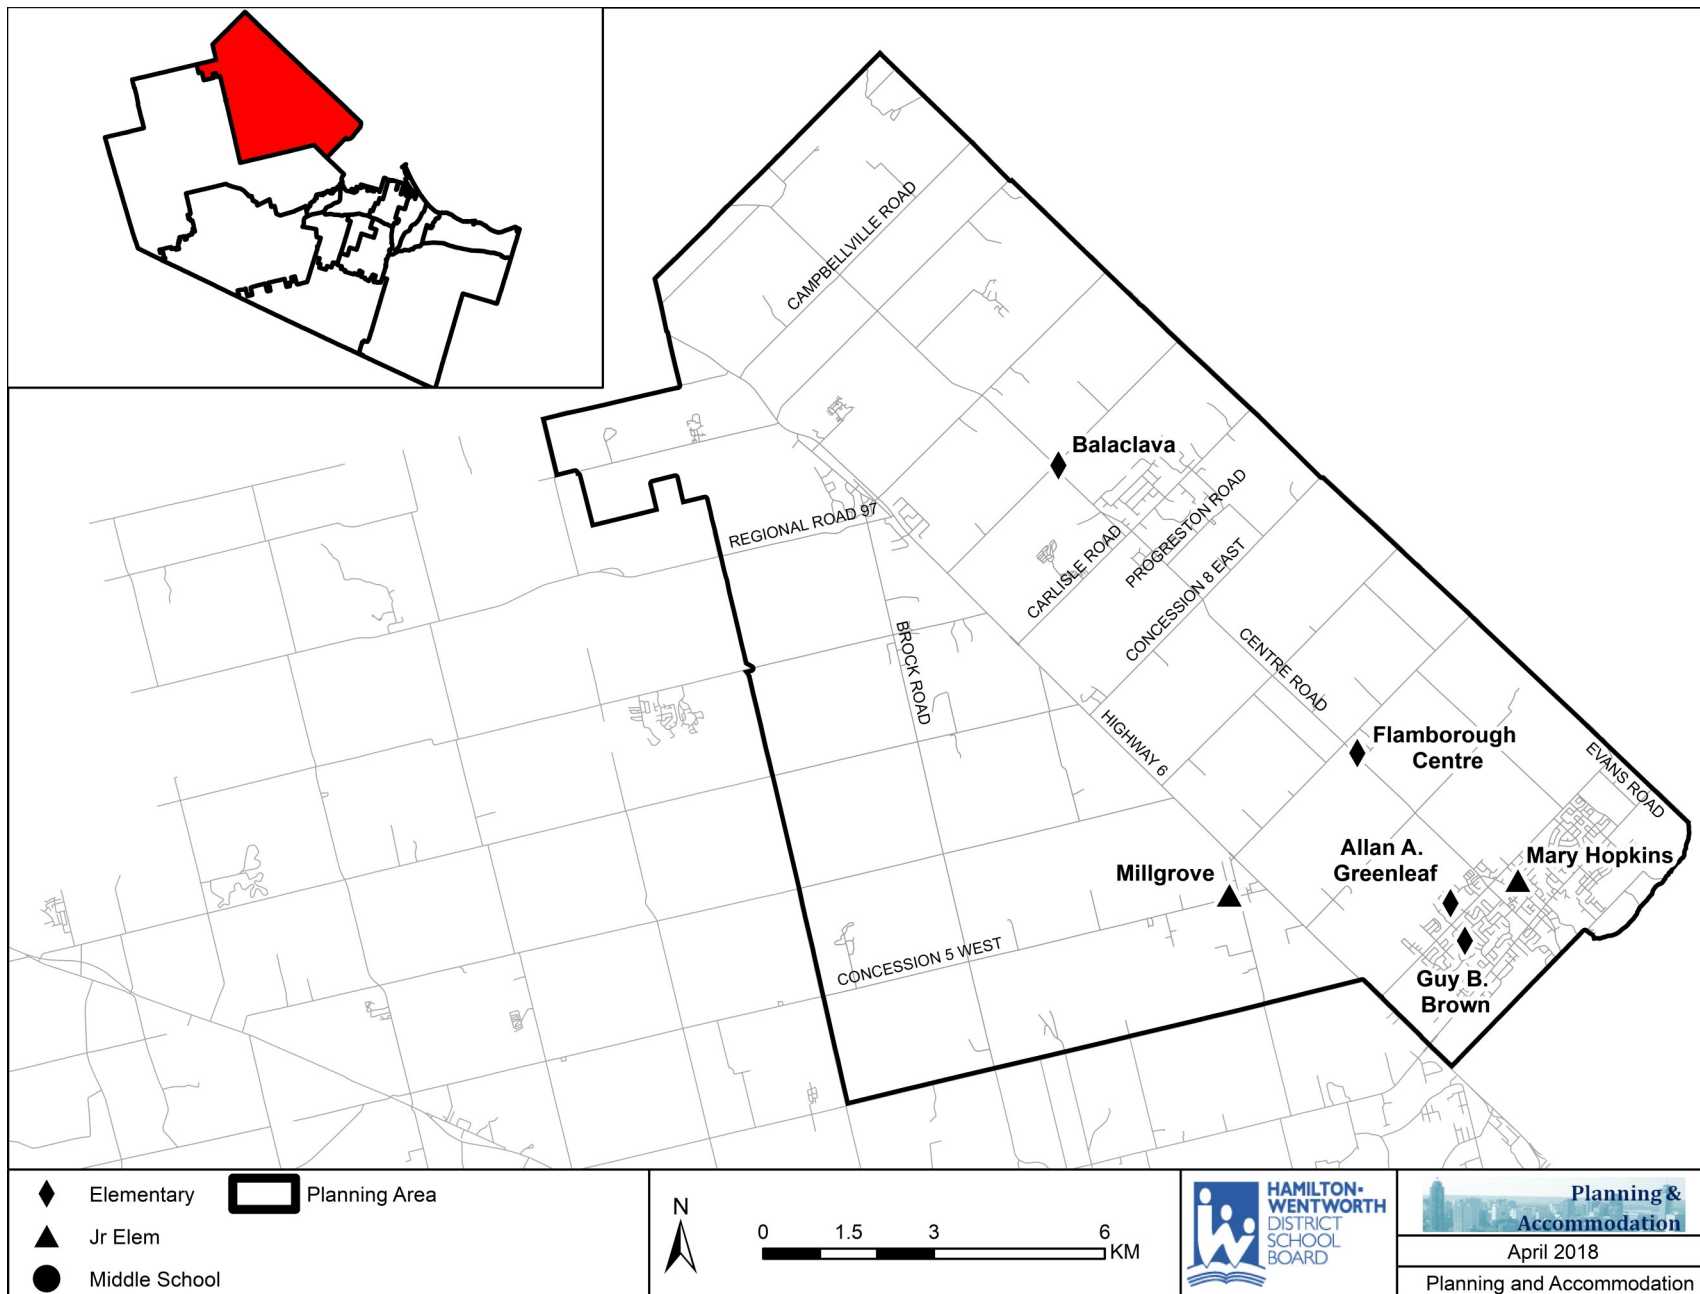 CAMPBELLVILLE ROAD
Balaclava
REGIONAL ROAD 97
PROGRESTON ROAD
CARLISLE ROAD
CONCESSION 8 EAST
BROCK ROAD
CENTRE ROAD
HIGHWAY 6
Flamborough
Centre
EVANS ROAD
Allan A.
Greenleaf
Mary Hopkins
Millgrove
CONCESSION 5 WEST
Guy B.
Brown
Elementary
Planning Area
Jr Elem
Middle School
N
0 1.5 3 6
KM
HAMILTON-
WENTWORTH
DISTRICT
SCHOOL
BOARD
Planning &
Accommodation
April 2018
Planning and Accommodation